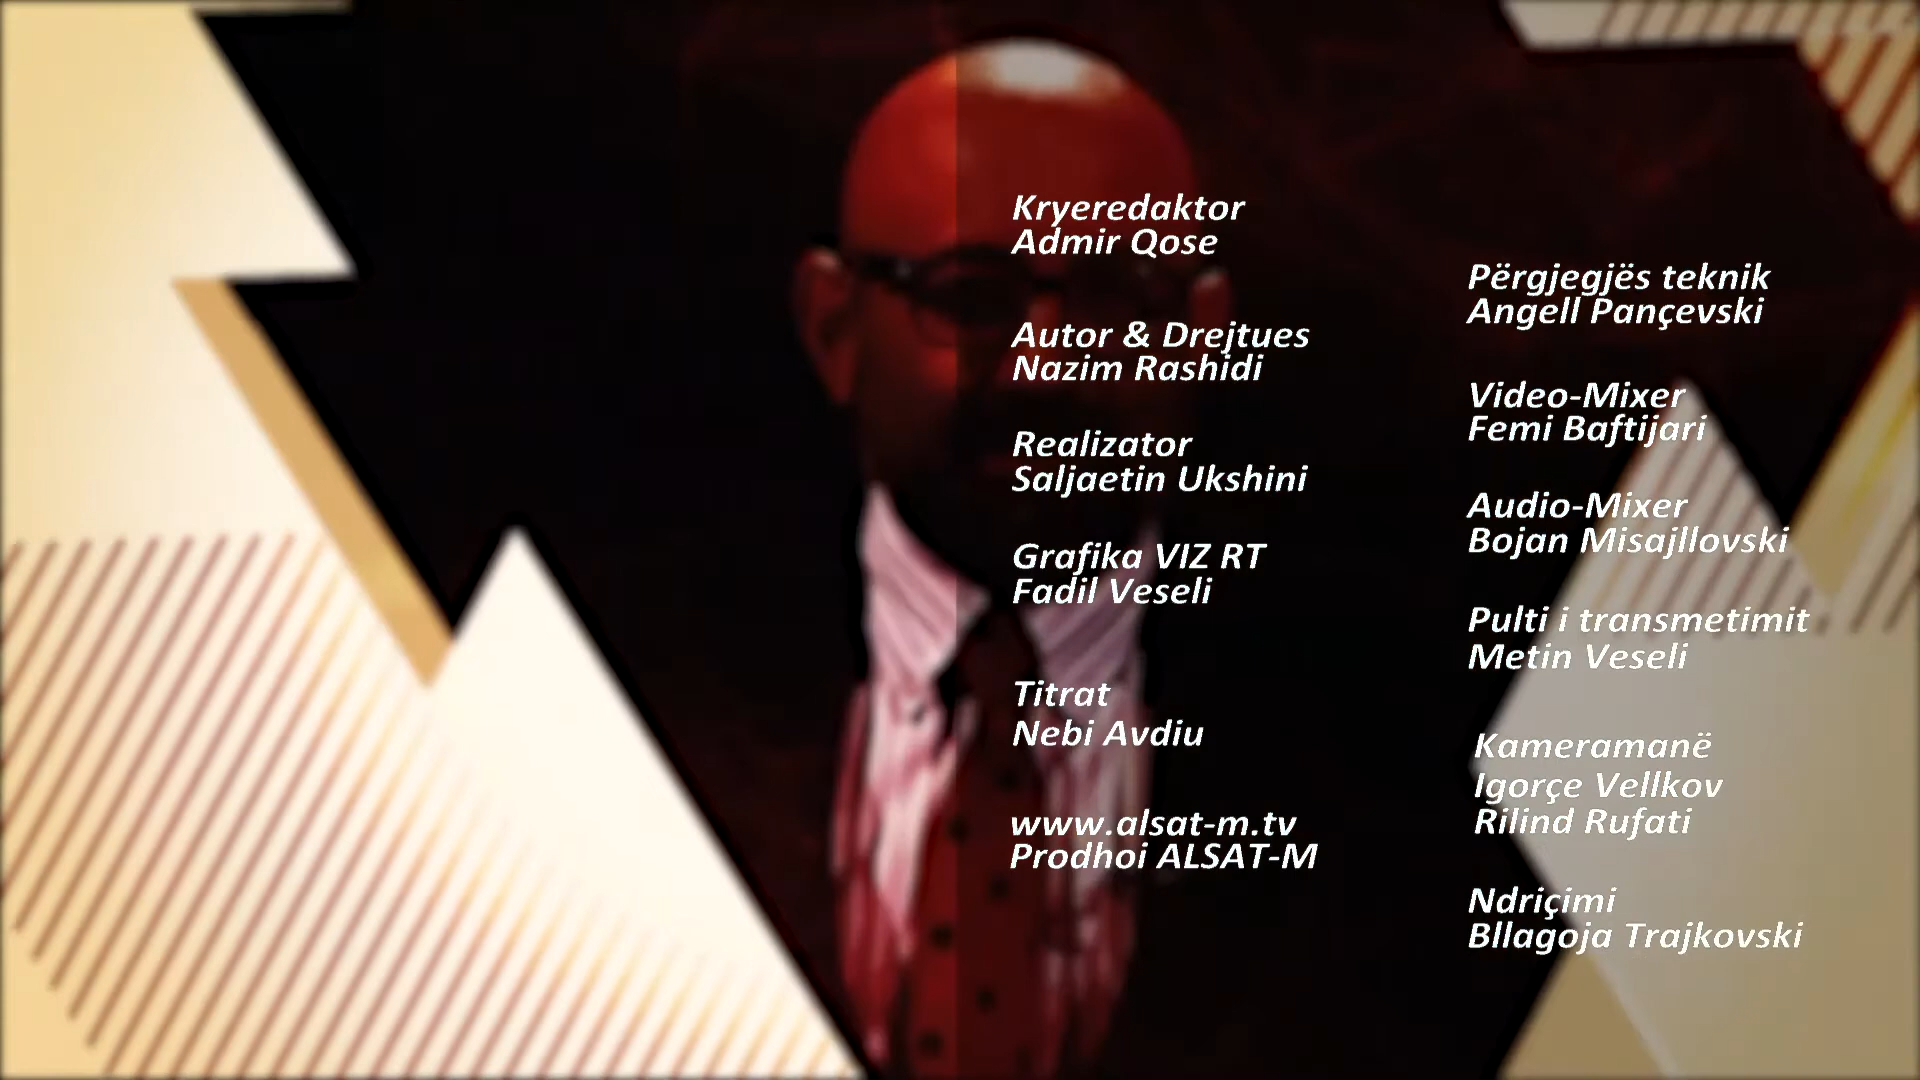 Kryeredaktor
Admir Qose
Autor & Drejtues
Nazim Rashidi
Realizator
Saljaetin Ukshini
Grafika VIZ RT
Fadil Veseli
Titrat
Nebi Avdiu
www.alsat-m.tv
Prodhoi ALSAT-M
Përgjegjës teknik
Angell Pançevski
Video-Mixer
Femi Baftijari
Audio-Mixer
Bojan Misajllovski
Pulti i transmetimit
Metin Veseli
Kameramanë
Igorçe Vellkov
Rilind Rufati
Ndriçimi
Bllagoja Trajkovski